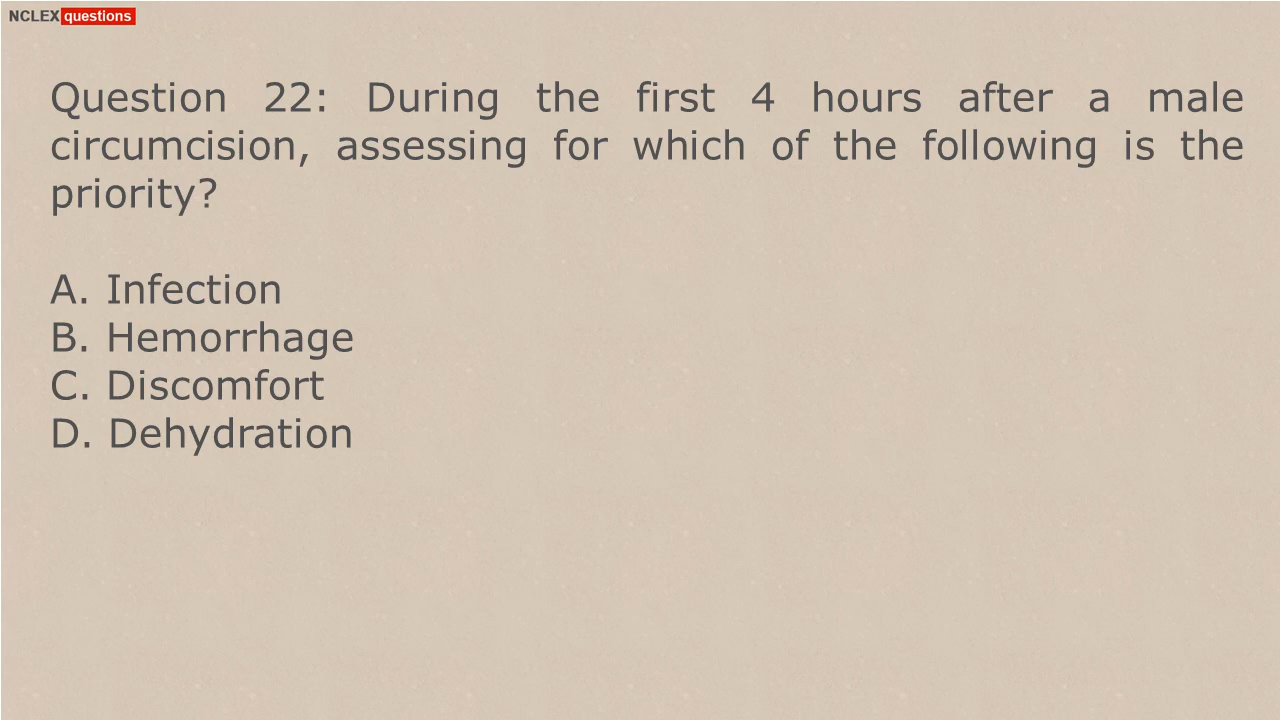 NCLEX questions
Question 22: During the first 4 hours after a male
circumcision, assessing for which of the following is the
priority?
A. Infection
B. Hemorrhage
C. Discomfort
D. Dehydration